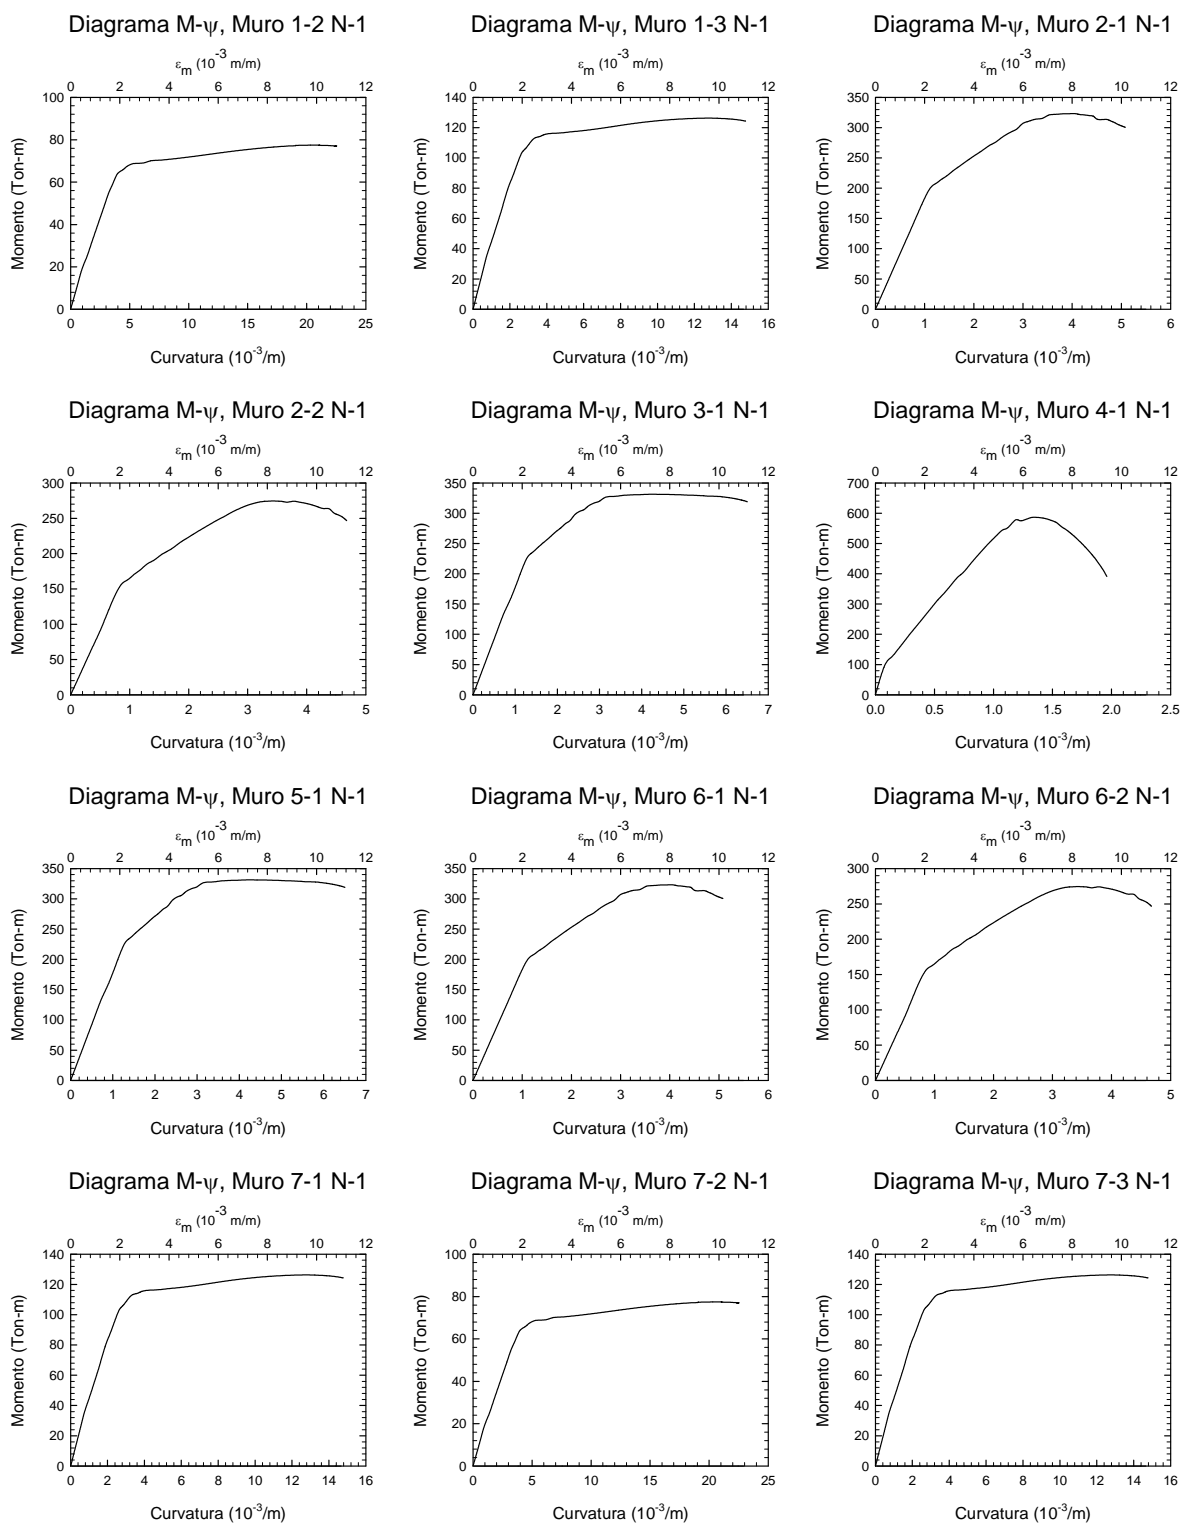 Diagrama M-ψ, Muro 1-2 N-1
εm (10-3 m/m)
0 2 4 6 8 10 12
100
80
60
40
20
0
Momento (Ton-m)
0 5 10 15 20 25
Curvatura (10-3/m)
Diagrama M-ψ, Muro 1-3 N-1
εm (10-3 m/m)
0 2 4 6 8 10 12
140
120
100
80
60
40
20
0
Momento (Ton-m)
0 2 4 6 8 10 12 14 16
Curvatura (10-3/m)
Diagrama M-ψ, Muro 2-1 N-1
εm (10-3 m/m)
0 2 4 6 8 10 12
350
300
250
200
150
100
50
0
Momento (Ton-m)
0 1 2 3 4 5 6
Curvatura (10-3/m)
Diagrama M-ψ, Muro 2-2 N-1
εm (10-3 m/m)
0 2 4 6 8 10 12
300
250
200
150
100
50
0
Momento (Ton-m)
0 1 2 3 4 5
Curvatura (10-3/m)
Diagrama M-ψ, Muro 3-1 N-1
εm (10-3 m/m)
0 2 4 6 8 10 12
350
300
250
200
150
100
50
0
Momento (Ton-m)
0 1 2 3 4 5 6 7
Curvatura (10-3/m)
Diagrama M-ψ, Muro 4-1 N-1
εm (10-3 m/m)
0 2 4 6 8 10 12
700
600
500
400
300
200
100
0
Momento (Ton-m)
0.0 0.5 1.0 1.5 2.0 2.5
Curvatura (10-3/m)
Diagrama M-ψ, Muro 5-1 N-1
εm (10-3 m/m)
0 2 4 6 8 10 12
350
300
250
200
150
100
50
0
Momento (Ton-m)
0 1 2 3 4 5 6 7
Curvatura (10-3/m)
Diagrama M-ψ, Muro 6-1 N-1
εm (10-3 m/m)
0 2 4 6 8 10 12
350
300
250
200
150
100
50
0
Momento (Ton-m)
0 1 2 3 4 5 6
Curvatura (10-3/m)
Diagrama M-ψ, Muro 6-2 N-1
εm (10-3 m/m)
0 2 4 6 8 10 12
300
250
200
150
100
50
0
Momento (Ton-m)
0 1 2 3 4 5
Curvatura (10-3/m)
Diagrama M-ψ, Muro 7-1 N-1
εm (10-3 m/m)
0 2 4 6 8 10 12
140
120
100
80
60
40
20
0
Momento (Ton-m)
0 2 4 6 8 10 12 14 16
Curvatura (10-3/m)
Diagrama M-ψ, Muro 7-2 N-1
εm (10-3 m/m)
0 2 4 6 8 10 12
100
80
60
40
20
0
Momento (Ton-m)
0 5 10 15 20 25
Curvatura (10-3/m)
Diagrama M-ψ, Muro 7-3 N-1
εm (10-3 m/m)
0 2 4 6 8 10 12
140
120
100
80
60
40
20
0
Momento (Ton-m)
0 2 4 6 8 10 12 14 16
Curvatura (10-3/m)